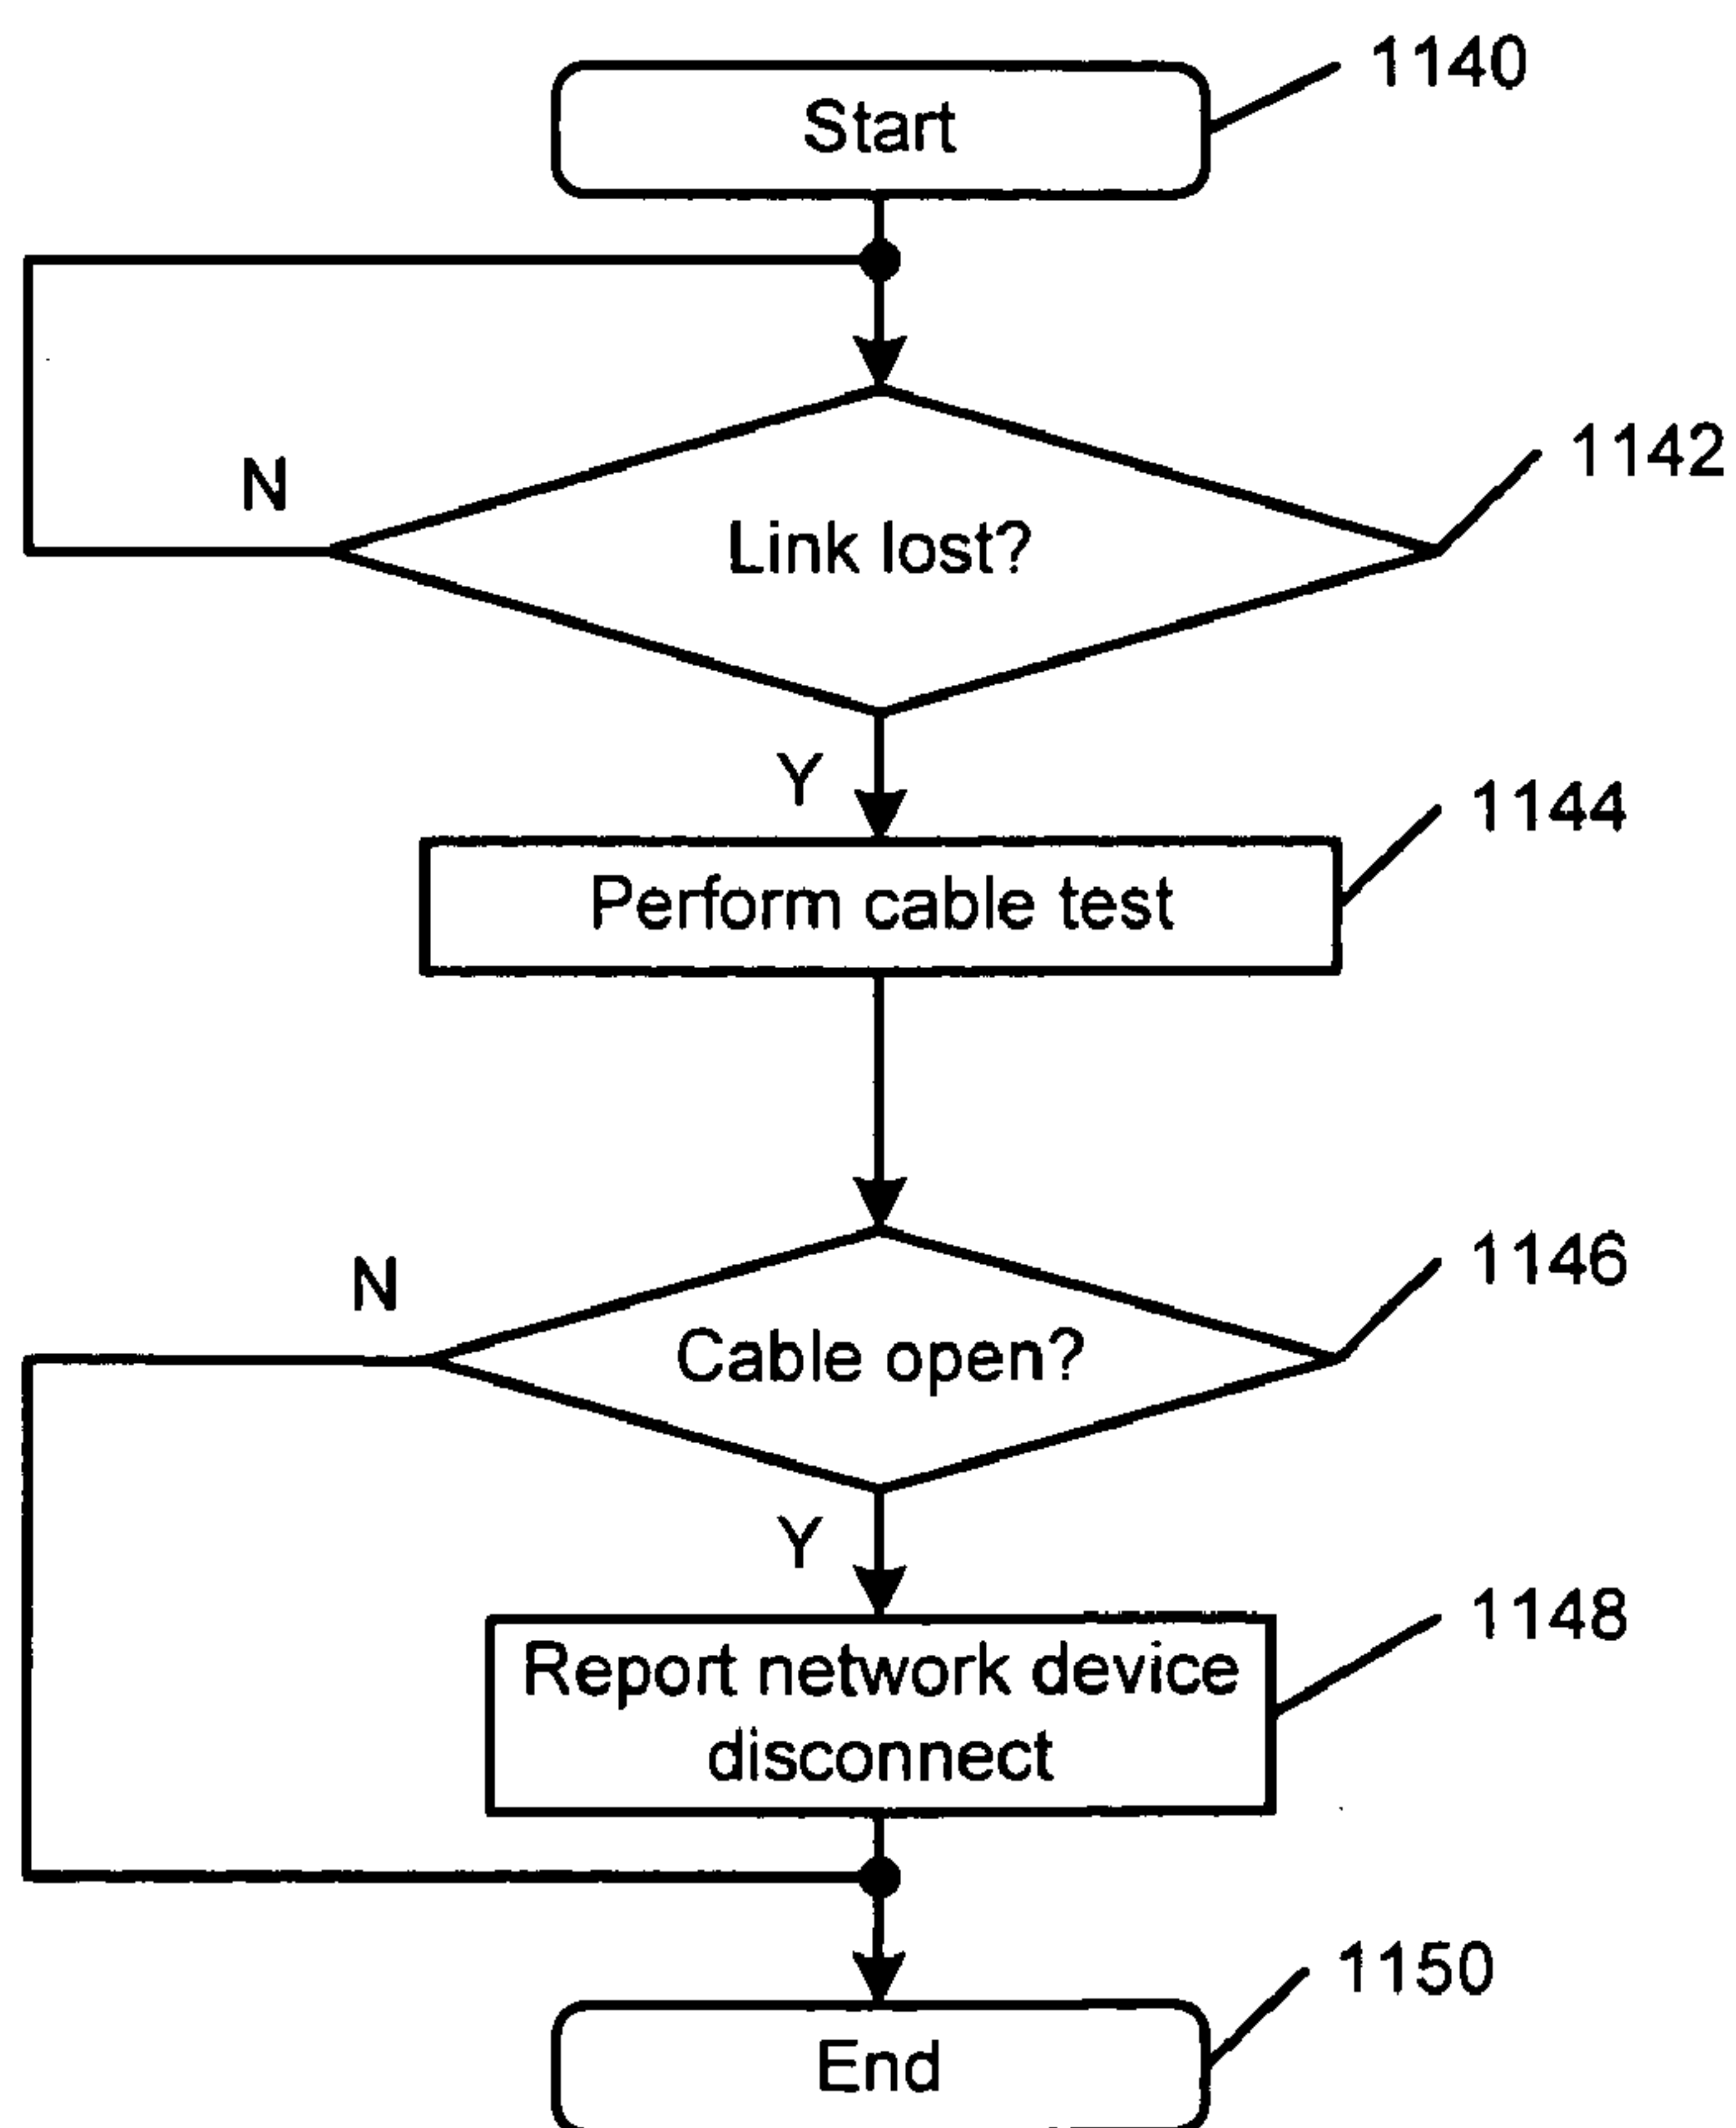 Start
1140
N
Link lost?
1142
Y
Perform cable test
1144
N
Cable open?
1146
Y
Report network device
disconnect
1148
End
1150